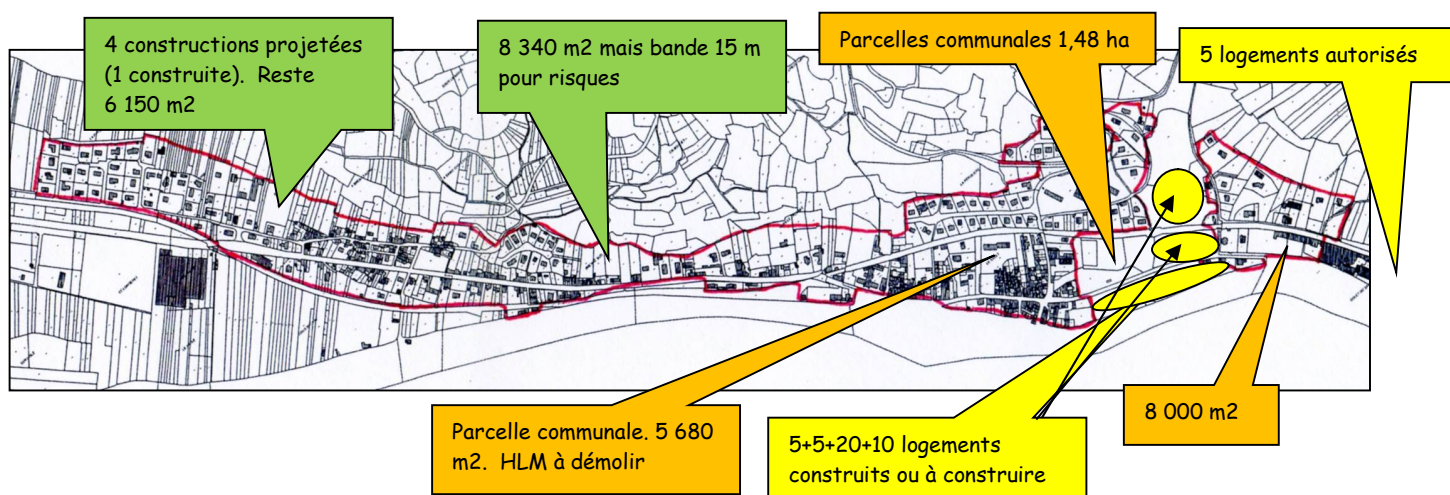 4 constructions projetées
(1 construite). Reste
6 150 m2
8 340 m2 mais bande 15 m
pour risques
Parcelles communales 1,48 ha
5 logements autorisés
Parcelle communale. 5 680
m2. HLM à démolir
5+5+20+10 logements
construits ou à construire
8 000 m2